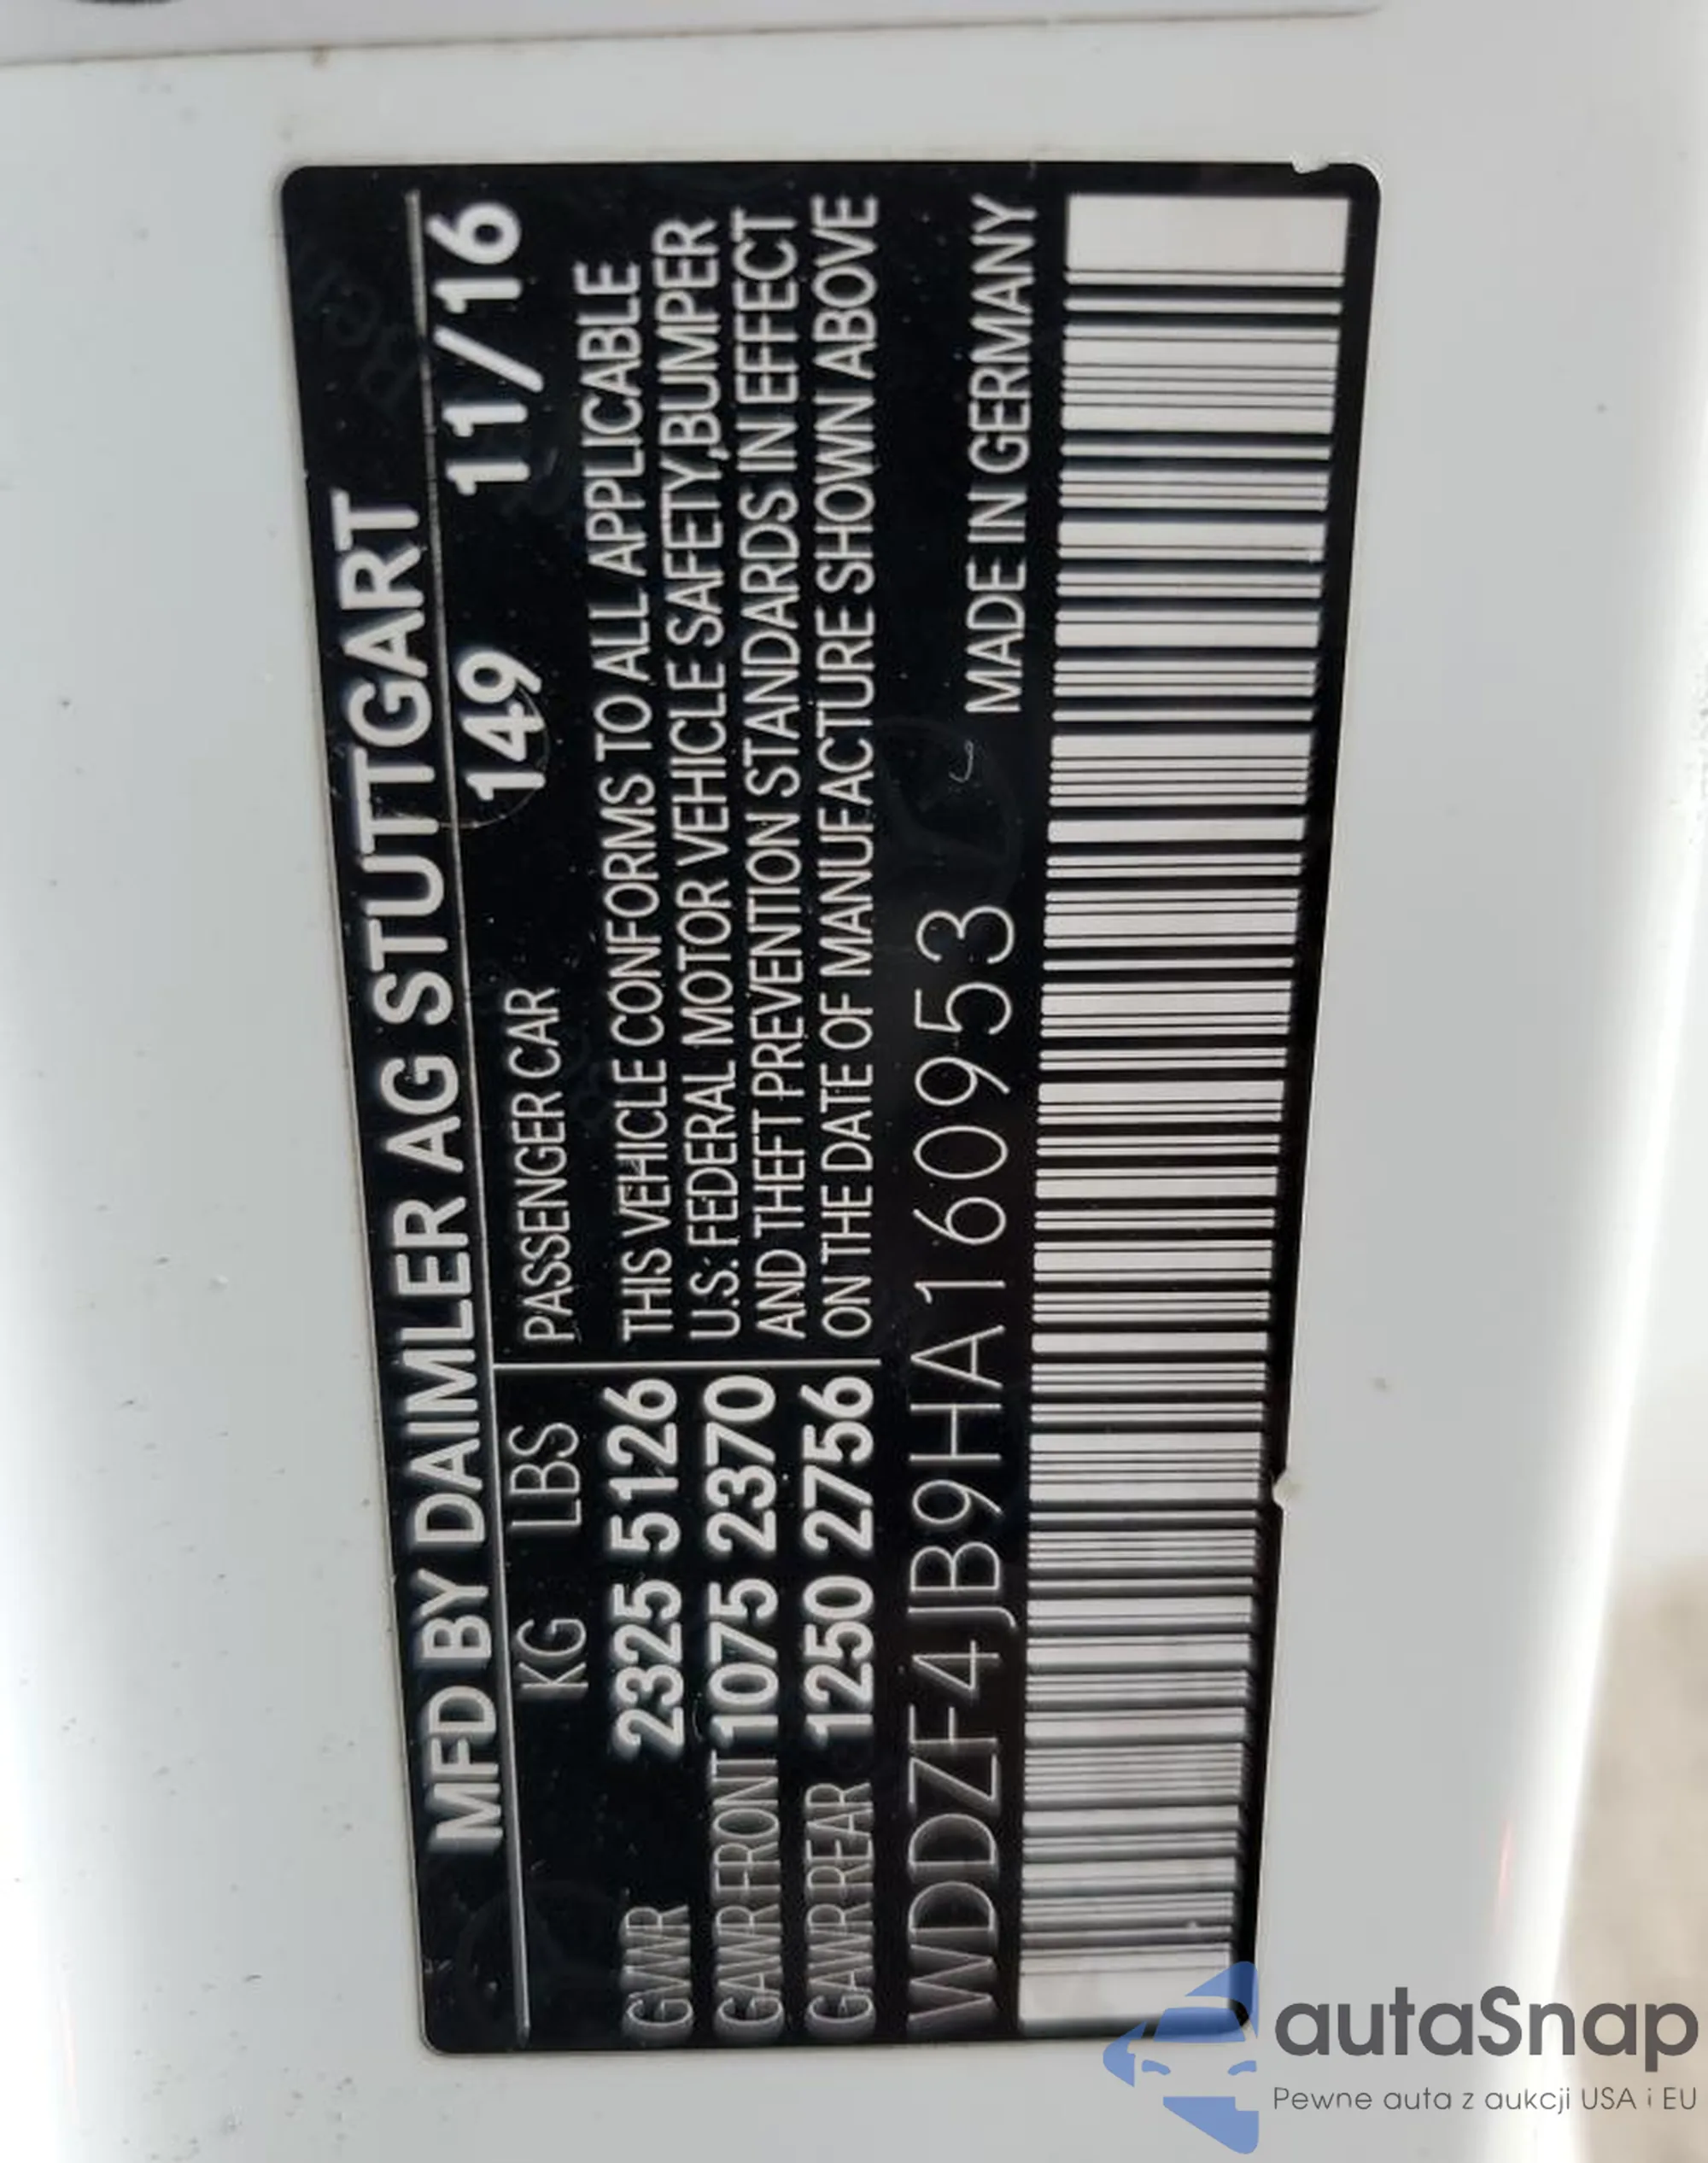 MFD BY DAIMLER AG STUTTGART
KG LBS PASSENGER CAR 149 11/16
GVWR 2325 5126 THIS VEHICLE CONFORMS TO ALL APPLICABLE
GAWR FRONT 1075 2370 U.S. FEDERAL MOTOR VEHICLE SAFETY,BUMPER
GAWR REAR 1250 2756 AND THEFT PREVENTION STANDARDS IN EFFECT
ON THE DATE OF MANUFACTURE SHOWN ABOVE
WDDZF4JB9HA160953 MADE IN GERMANY
autaSnap
Pewne auta z aukcji USA i EU